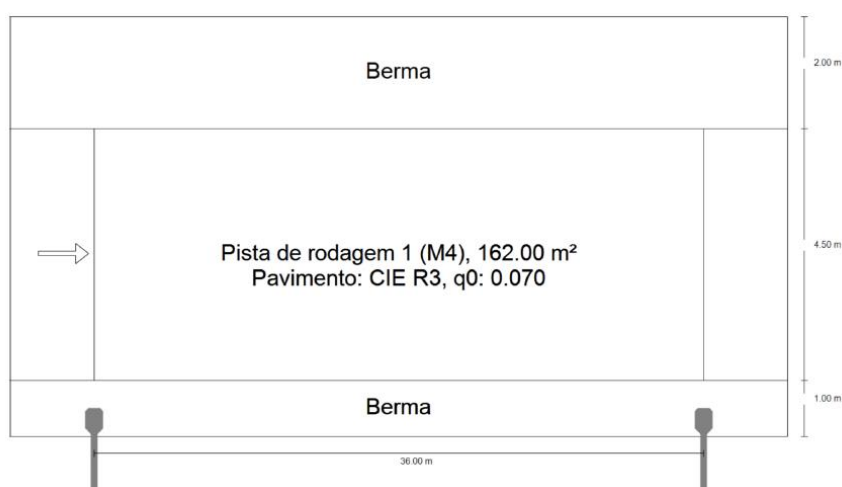 Berma
2.00 m
Pista de rodagem 1 (M4), 162.00 m²
Pavimento: CIE R3, q0: 0.070
4.50 m
Berma
1.00 m
36.00 m